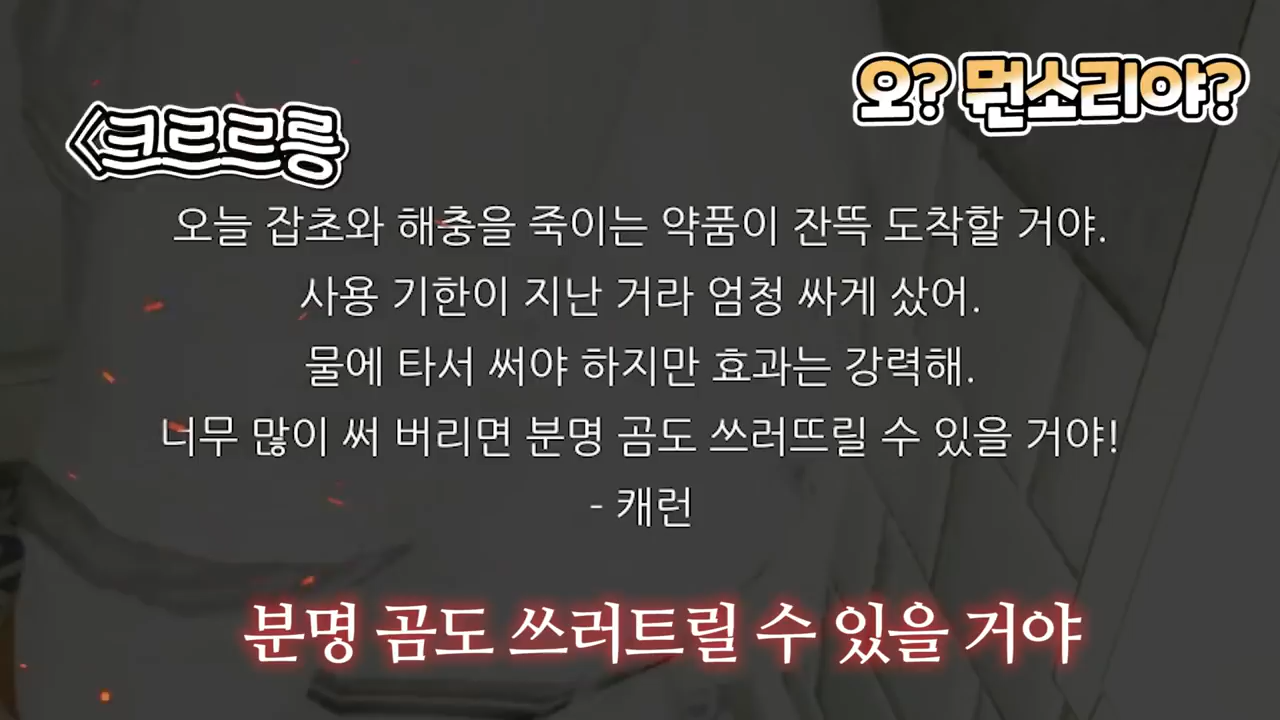 오? 뭔소리야?
<크르르릉
오늘 잡초와 해충을 죽이는 약품이 잔뜩 도착할 거야.
사용 기한이 지난 거라 엄청 싸게 샀어.
물에 타서 써야 하지만 효과는 강력해.
너무 많이 써 버리면 분명 곰도 쓰러뜨릴 수 있을 거야!
- 캐런
분명 곰도 쓰러트릴 수 있을 거야